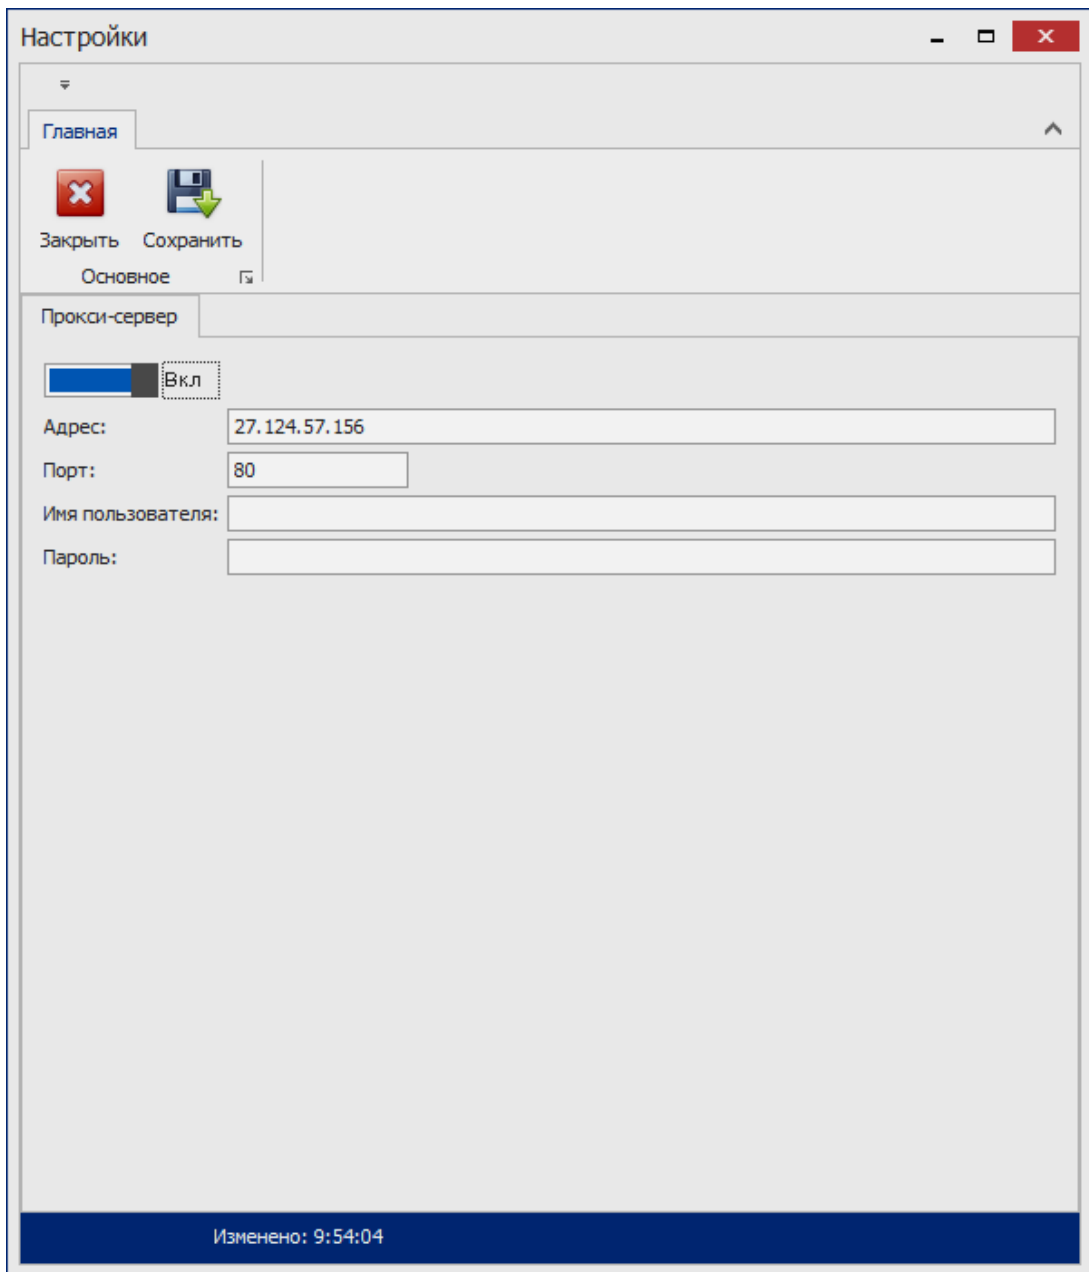 Настройки
Главная
Закрыть Сохранить
Основное
Прокси-сервер
Вкл
Адрес: 27.124.57.156
Порт: 80
Имя пользователя:
Пароль:
Изменено: 9:54:04